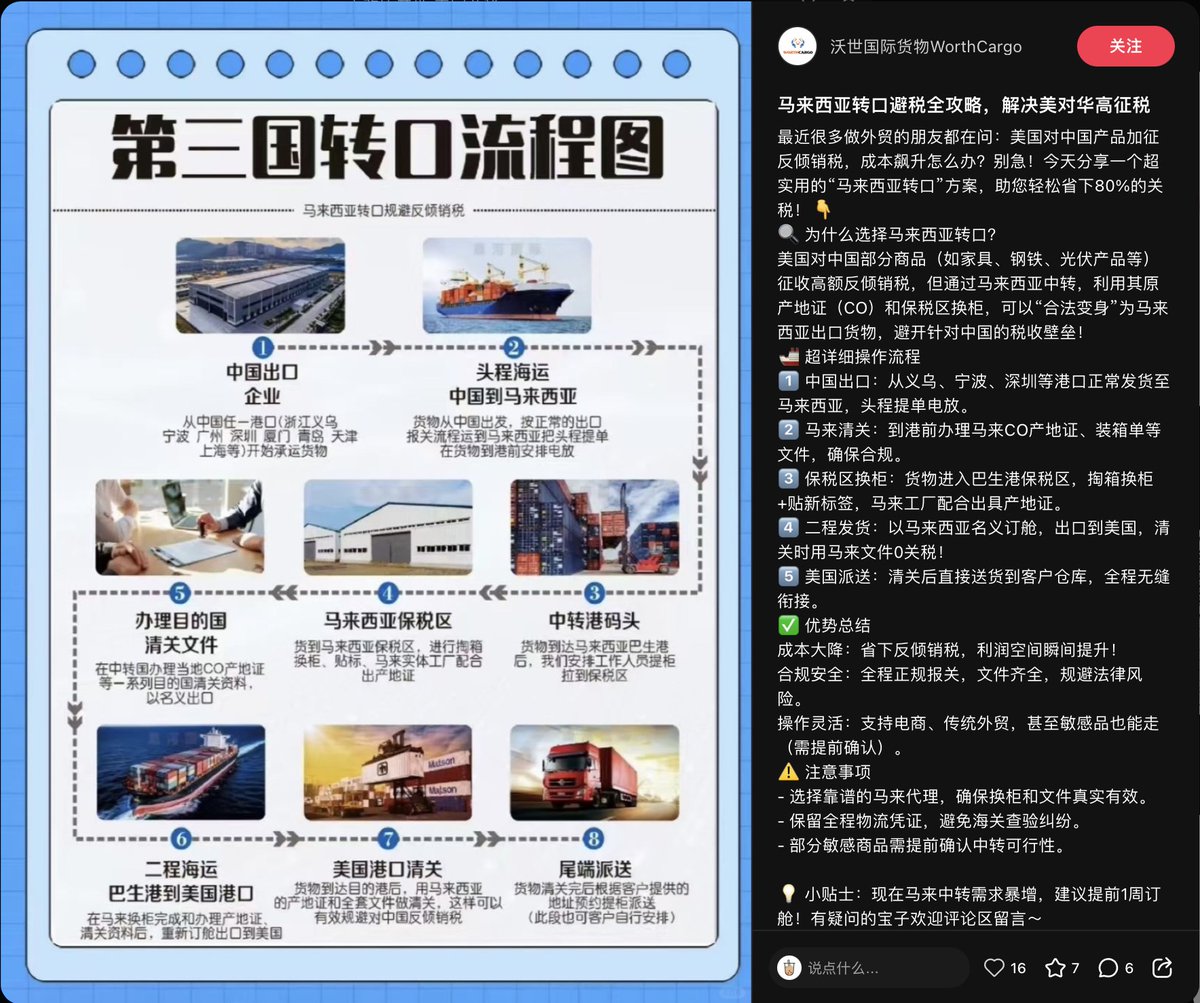 第三国转口流程图
马来西亚转口规避反倾销税
1
2
中国出口
企业
从中国任一港口(浙江义乌
宁波 广州 深圳 厦门 青岛 天津
上海等)开始承运货物
头程海运
中国到马来西亚
货物从中国出发，按正常的出口
报关流程运到马来西亚把头程提单
在货物到港前安排电放
5
4
3
办理目的国
清关文件
在中转国办理当地CO产地证
等一系列目的国清关资料，
以名义出口
马来西亚保税区
货到马来西亚保税区，进行掏箱
换柜、贴标、马来实体工厂配合
出产地证
中转港码头
货物到达马来西亚巴生港
后，我们安排工作人员提柜
拉到保税区
Matson
Matson
6
7
8
二程海运
巴生港到美国港口
在马来换柜完成和办理产地证、
清关资料后，重新订舱出口到美国
美国港口清关
货物到达目的港后，用马来西亚
的产地证和全套文件做清关，这样可以
有效规避对中国反倾销税
尾端派送
货物清关完后根据客户提供的
地址预约提柜派送
（此段也可客户自行安排）
沃世国际货物WorthCargo
关注
马来西亚转口避税全攻略，解决美对华高征税
最近很多做外贸的朋友都在问：美国对中国产品加征
反倾销税，成本飙升怎么办？别急！今天分享一个超
实用的“马来西亚转口”方案，助您轻松省下80%的关
税！👇
🔍 为什么选择马来西亚转口？
美国对中国部分商品（如家具、钢铁、光伏产品等）
征收高额反倾销税，但通过马来西亚中转，利用其原
产地证（CO）和保税区换柜，可以“合法变身”为马来
西亚出口货物，避开针对中国的税收壁垒！
🚢 超详细操作流程
1️⃣ 中国出口：从义乌、宁波、深圳等港口正常发货至
马来西亚，头程提单电放。
2️⃣ 马来清关：到港前办理马来CO产地证、装箱单等
文件，确保合规。
3️⃣ 保税区换柜：货物进入巴生港保税区，掏箱换柜
+贴新标签，马来工厂配合出具产地证。
4️⃣ 二程发货：以马来西亚名义订舱，出口到美国，清
关时用马来文件0关税！
5️⃣ 美国派送：清关后直接送货到客户仓库，全程无缝
衔接。
✅ 优势总结
成本大降：省下反倾销税，利润空间瞬间提升！
合规安全：全程正规报关，文件齐全，规避法律风
险。
操作灵活：支持电商、传统外贸，甚至敏感品也能走
（需提前确认）。
⚠️ 注意事项
- 选择靠谱的马来代理，确保换柜和文件真实有效。
- 保留全程物流凭证，避免海关查验纠纷。
- 部分敏感商品需提前确认中转可行性。
💡 小贴士：现在马来中转需求暴增，建议提前1周订
舱！有疑问的宝子欢迎评论区留言～
说点什么...
16
7
6